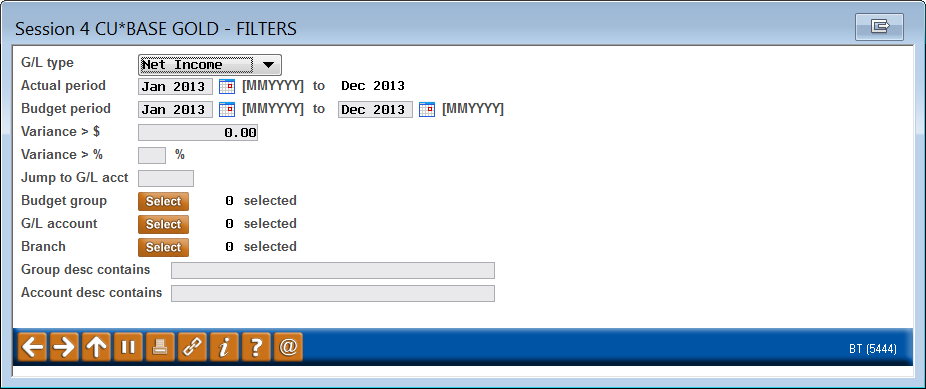 Session 4 CU*BASE GOLD - FILTERS
G/L type Net Income
Actual period Jan 2013 [MMYYYY] to Dec 2013
Budget period Jan 2013 [MMYYYY] to Dec 2013 [MMYYYY]
Variance > $ 0.00
Variance > % %
Jump to G/L acct
Budget group Select 0 selected
G/L account Select 0 selected
Branch Select 0 selected
Group desc contains
Account desc contains
i ? @ BT (5444)